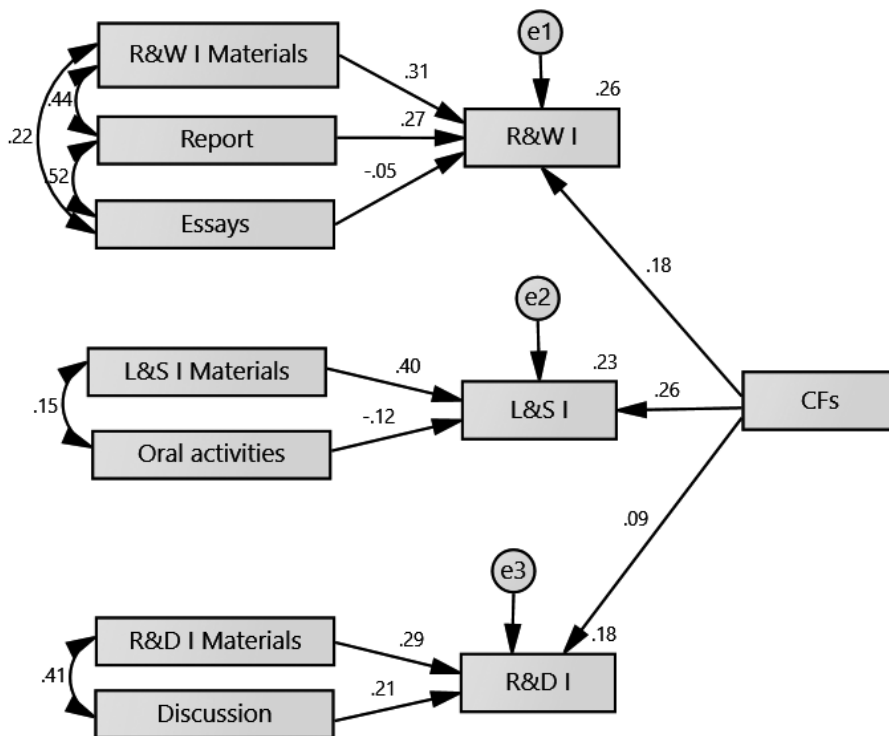 e1
R&W I Materials
.31
.26
.44
.27
Report
R&W I
.22
.52
-.05
Essays
.18
e2
L&S I Materials
.40
.23
.15
L&S I
.26
CFs
-.12
Oral activities
.09
e3
R&D I Materials
.29
.18
.41
R&D I
.21
Discussion